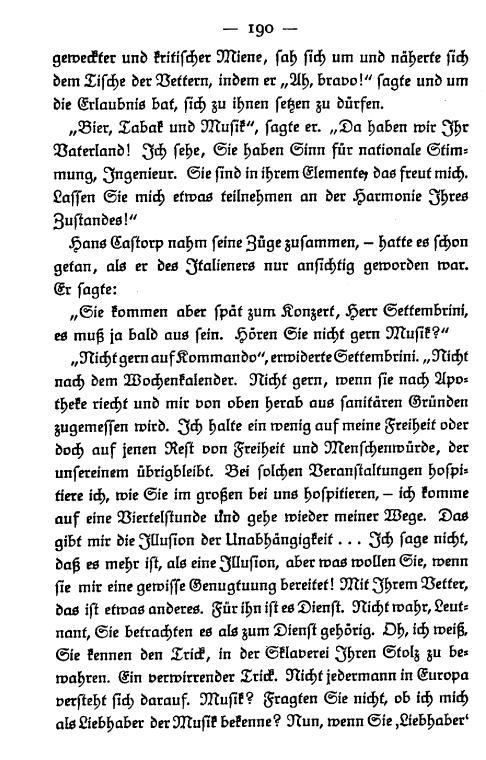 — 190 —
geweckter und kritischer Miene, sah sich um und näherte sich
dem Tische der Vettern, indem er „Ah, bravo!“ sagte und um
die Erlaubnis bat, sich zu ihnen setzen zu dürfen.
„Bier, Tabak und Musik“, sagte er. „Da haben wir Ihr
Vaterland! Ich sehe, Sie haben Sinn für nationale Stim-
mung, Ingenieur. Sie sind in ihrem Elemente, das freut mich.
Lassen Sie mich etwas teilnehmen an der Harmonie Ihres
Zustandes!“
Hans Castorp nahm seine Züge zusammen, – hatte es schon
getan, als er des Italieners nur ansichtig geworden war.
Er sagte:
„Sie kommen aber spät zum Konzert, Herr Settembrini,
es muß ja bald aus sein. Hören Sie nicht gern Musik?“
„Nicht gern auf Kommando“, erwiderte Settembrini. „Nicht
nach dem Wochenkalender. Nicht gern, wenn sie nach Apo-
theke riecht und mir von oben herab aus sanitären Gründen
zugemessen wird. Ich halte ein wenig auf meine Freiheit oder
doch auf jenen Rest von Freiheit und Menschenwürde, der
unsereinem übrigbleibt. Bei solchen Veranstaltungen hospi-
tiere ich, wie Sie im großen bei uns hospitieren, – ich komme
auf eine Viertelstunde und gehe wieder meiner Wege. Das
gibt mir die Illusion der Unabhängigkeit . . . Ich sage nicht,
daß es mehr ist, als eine Illusion, aber was wollen Sie, wenn
sie mir eine gewisse Genugtuung bereitet! Mit Ihrem Vetter,
das ist etwas anderes. Für ihn ist es Dienst. Nicht wahr, Leut-
nant, Sie betrachten es als zum Dienst gehörig. Oh, ich weiß,
Sie kennen den Trick, in der Sklaverei Ihren Stolz zu be-
wahren. Ein verwirrender Trick. Nicht jedermann in Europa
versteht sich darauf. Musik? Fragten Sie nicht, ob ich mich
als Liebhaber der Musik bekenne? Nun, wenn Sie ‚Liebhaber‘